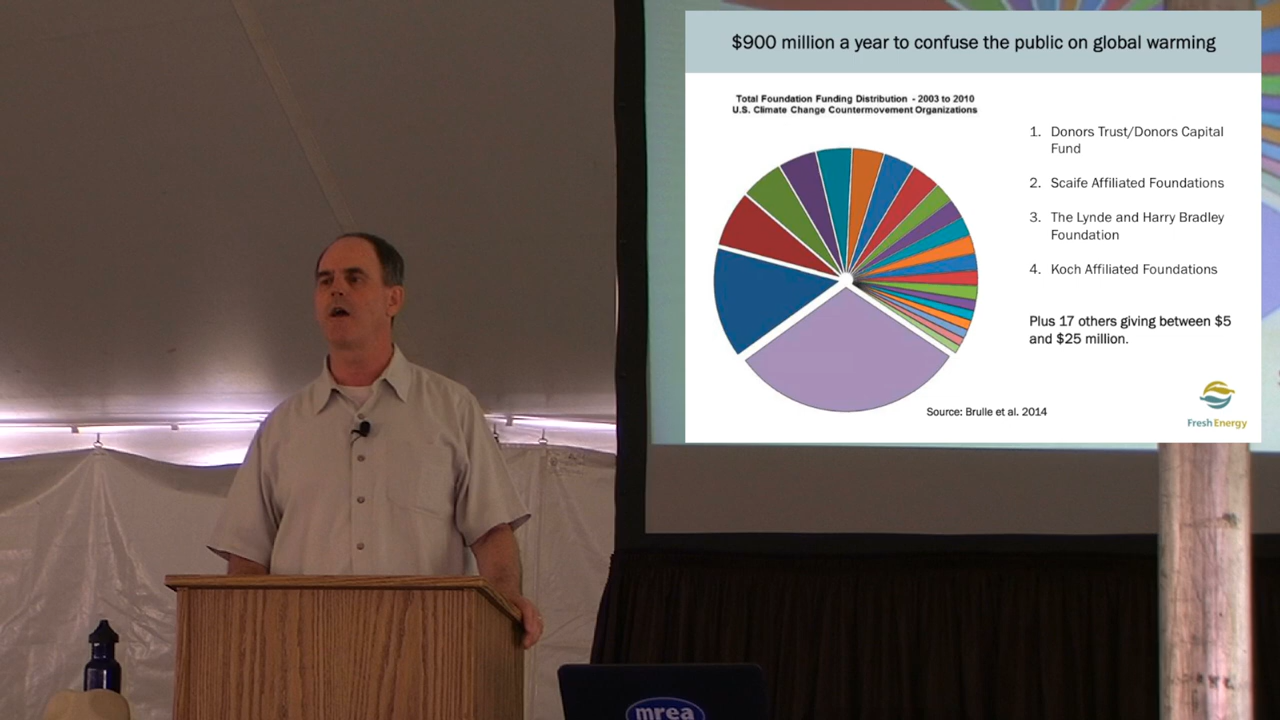 $900 million a year to confuse the public on global warming
Total Foundation Funding Distribution - 2003 to 2010
U.S. Climate Change Countermovement Organizations
1. Donors Trust/Donors Capital
Fund
2. Scaife Affiliated Foundations
3. The Lynde and Harry Bradley
Foundation
4. Koch Affiliated Foundations
Plus 17 others giving between $5
and $25 million.
Source: Brulle et al. 2014
FreshEnergy
mrea